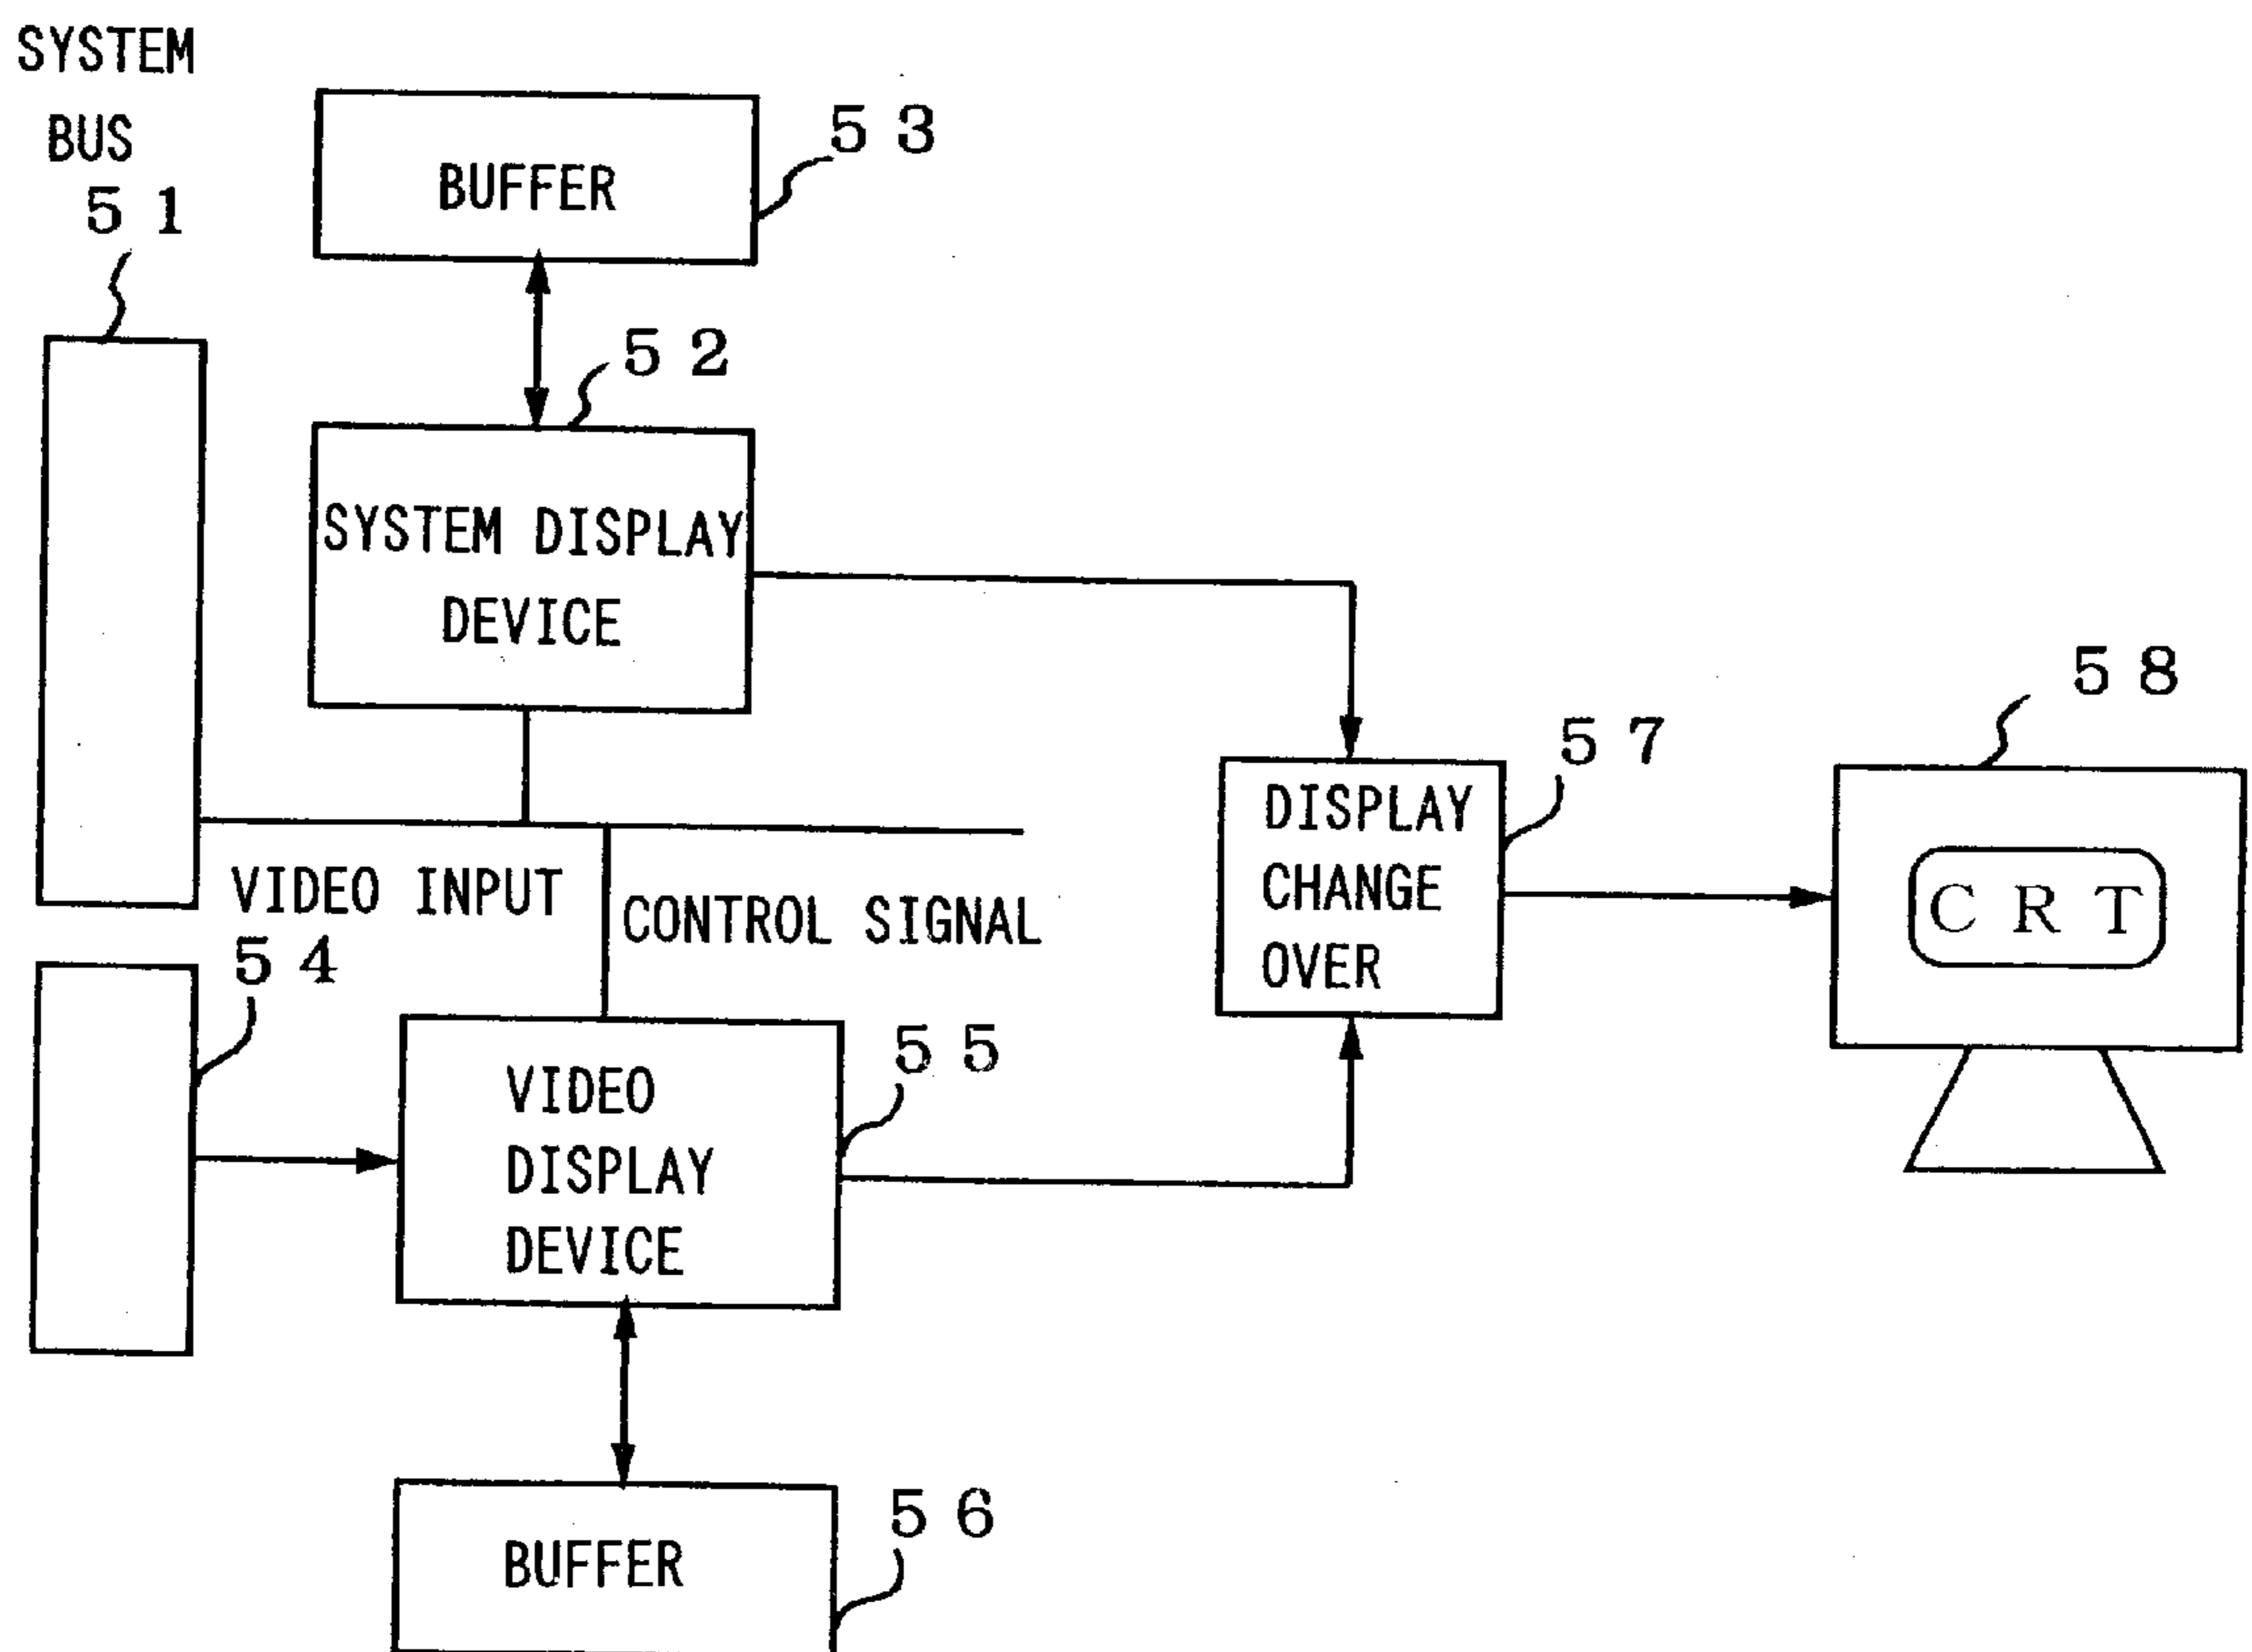 SYSTEM
BUS
5 1
BUFFER
5 3
5 2
SYSTEM DISPLAY
DEVICE
VIDEO INPUT
5 4
CONTROL SIGNAL
VIDEO
DISPLAY
DEVICE
5 5
BUFFER
5 6
DISPLAY
CHANGE
OVER
5 7
5 8
C R T